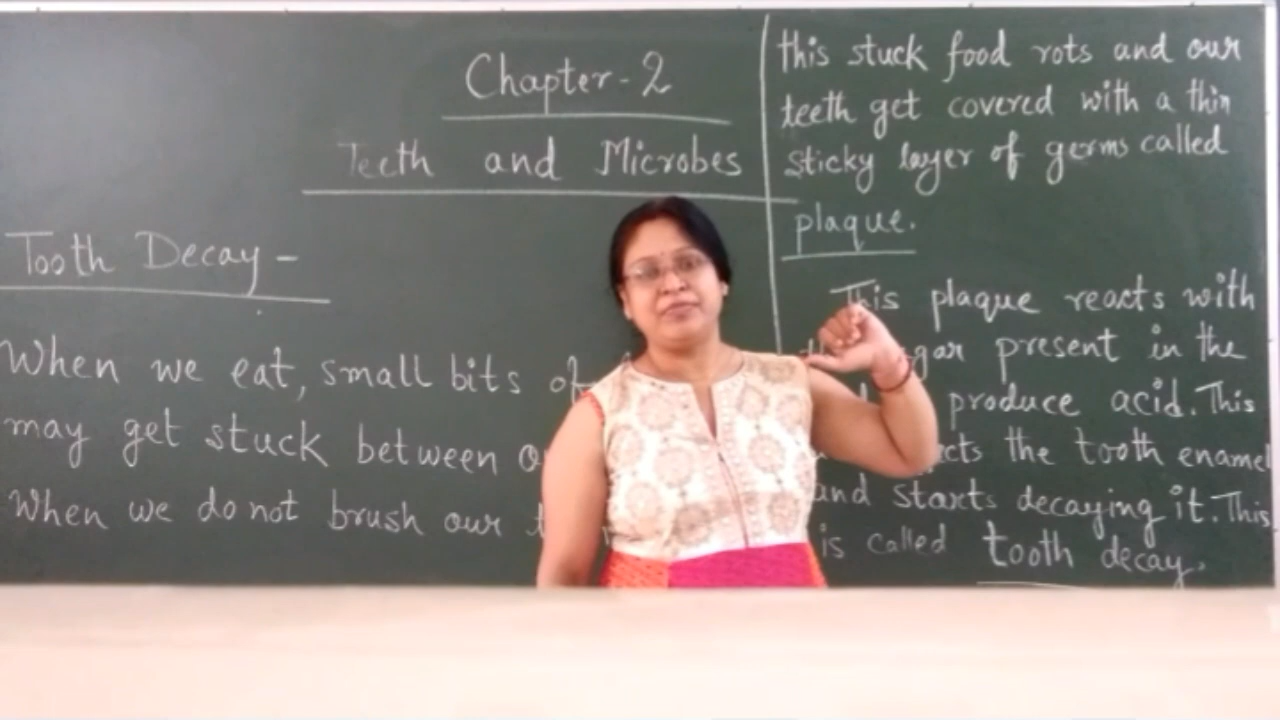 Chapter-2
Teeth and Microbes
Tooth Decay -
When we eat, small bits of
may get stuck between
When we do not brush our
this stuck food rots and our
teeth get covered with a thin
sticky layer of germs called
plaque.
This plaque reacts with
present in the
produce acid. This
the tooth enamel
and starts decaying it. This
is called tooth decay.